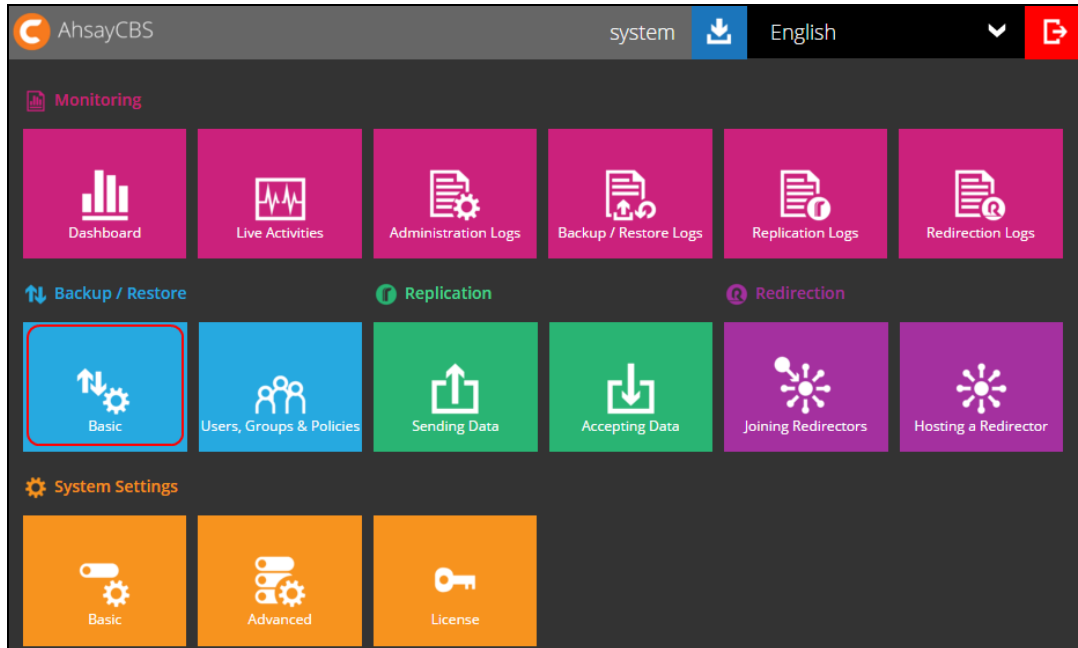 AhsayCBS
system
English
Monitoring
Dashboard
Live Activities
Administration Logs
Backup / Restore Logs
Replication Logs
Redirection Logs
Backup / Restore
Replication
Redirection
Basic
Users, Groups & Policies
Sending Data
Accepting Data
Joining Redirectors
Hosting a Redirector
System Settings
Basic
Advanced
License